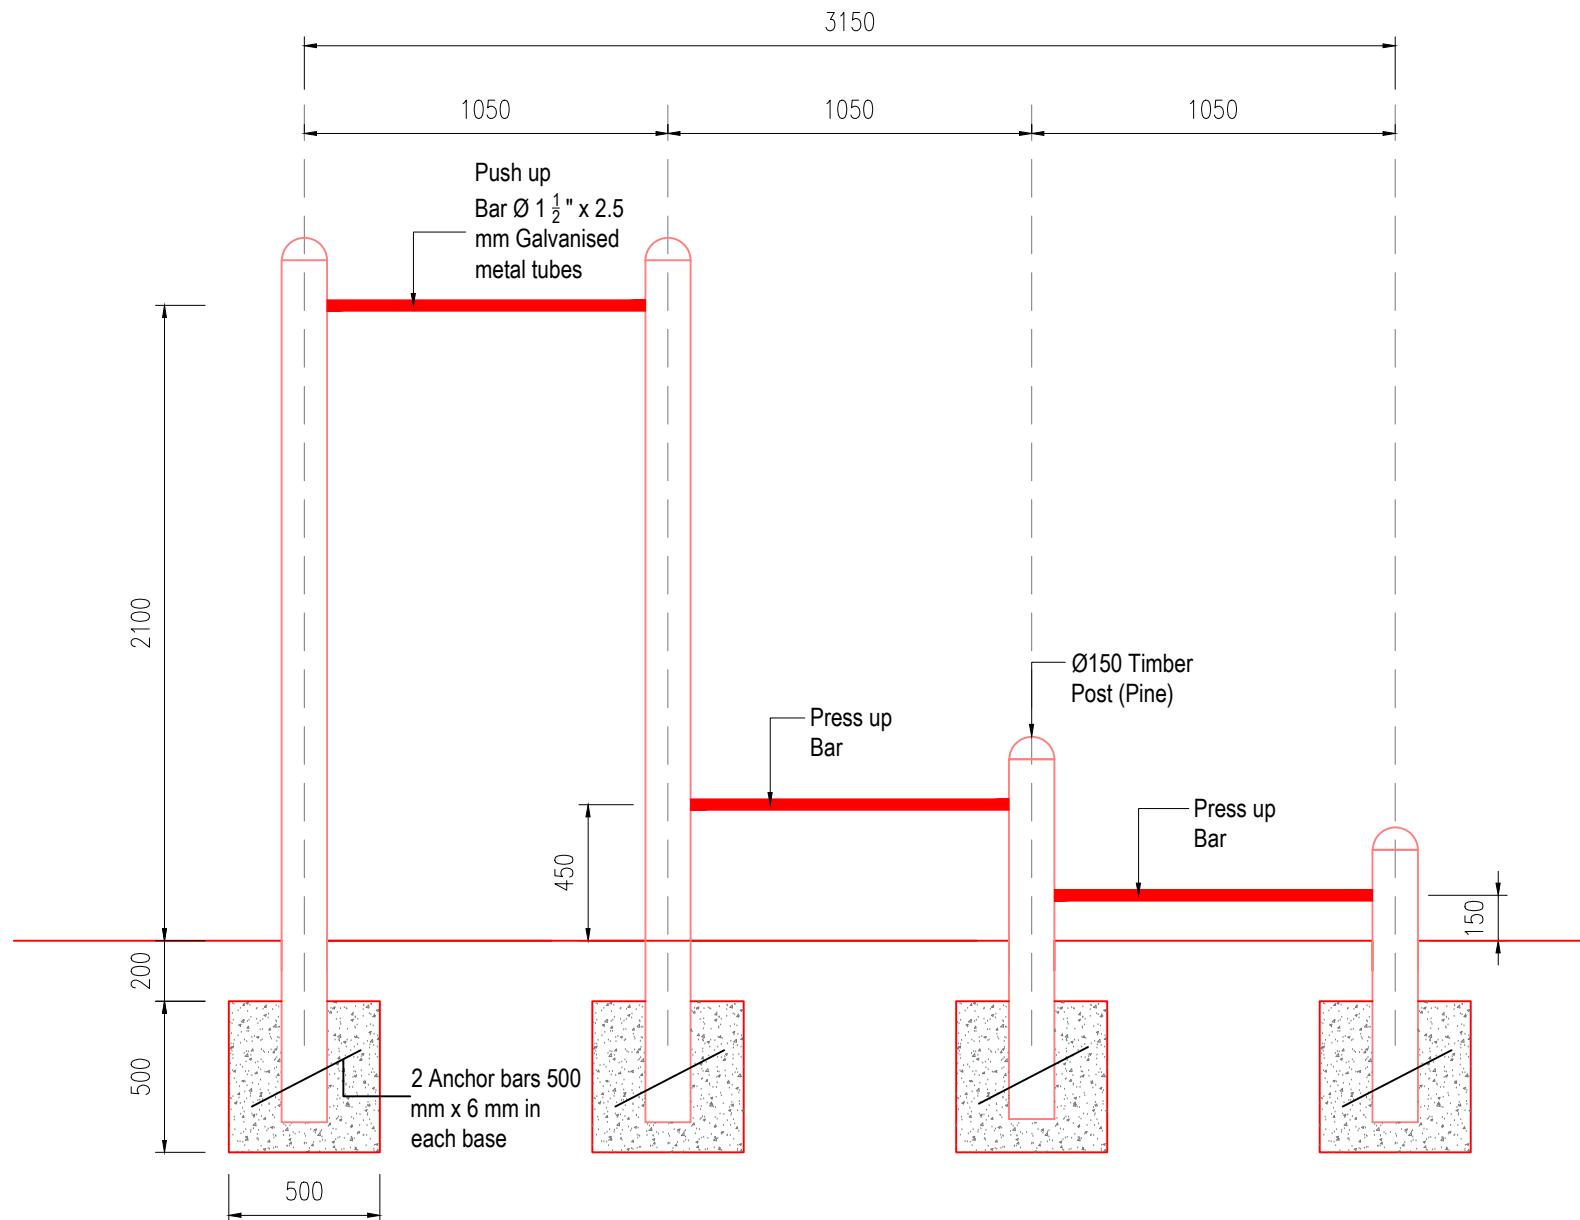 3150
1050
1050
1050
Push up
Bar Ø 1 1/2 " x 2.5
mm Galvanised
metal tubes
2100
Ø150 Timber
Post (Pine)
Press up
Bar
Press up
Bar
450
150
200
500
2 Anchor bars 500
mm x 6 mm in
each base
500